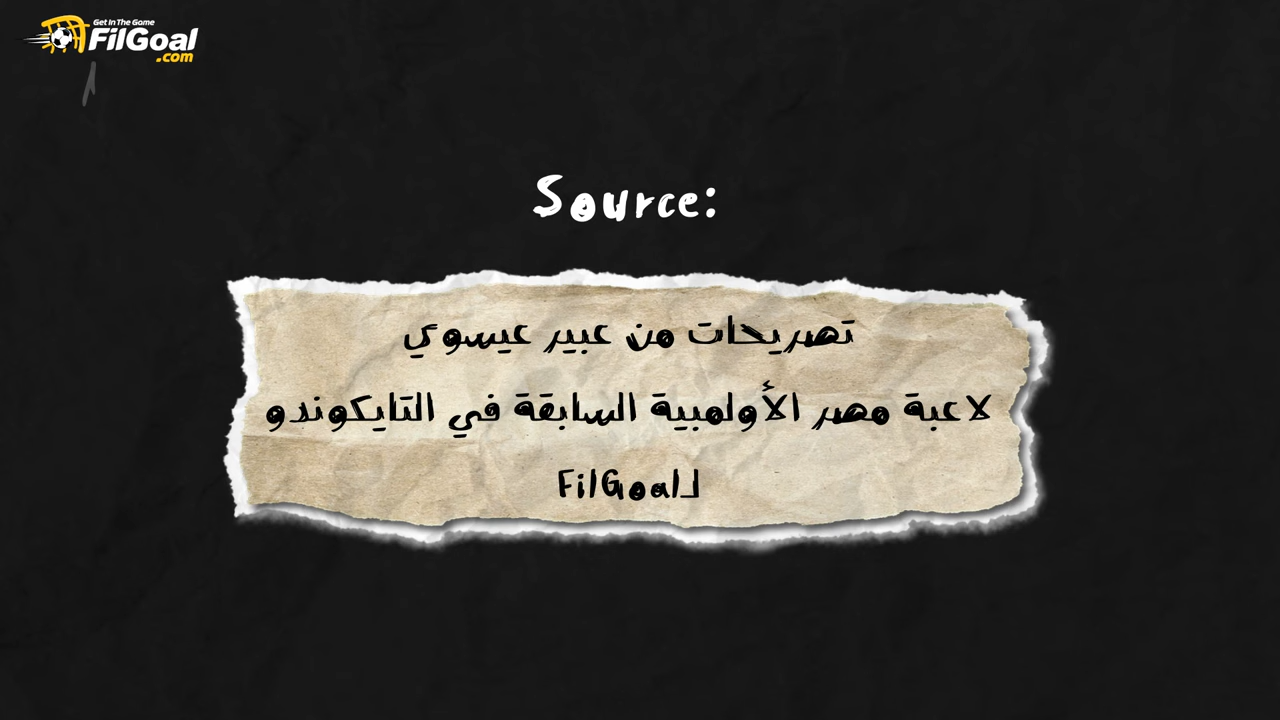 Get In The Game
FilGoal
.com
Source:
تصريحات من عبير عيسوي
لاعبة مصر الأولمبية السابقة في التايكوندو
لـFilGoal